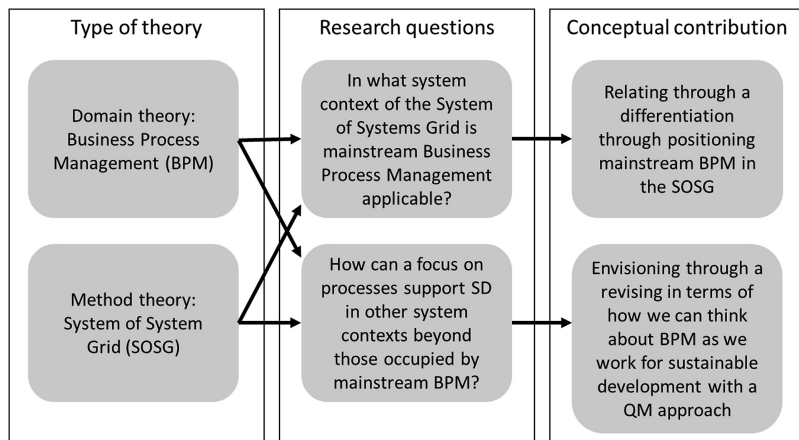 Type of theory
Domain theory:
Business Process
Management (BPM)
Method theory:
System of System
Grid (SOSG)
Research questions
In what system
context of the System
of Systems Grid is
mainstream Business
Process Management
applicable?
How can a focus on
processes support SD
in other system
contexts beyond
those occupied by
mainstream BPM?
Conceptual contribution
Relating through a
differentiation
through positioning
mainstream BPM in
the SOSG
Envisioning through a
revising in terms of
how we can think
about BPM as we
work for sustainable
development with a
QM approach